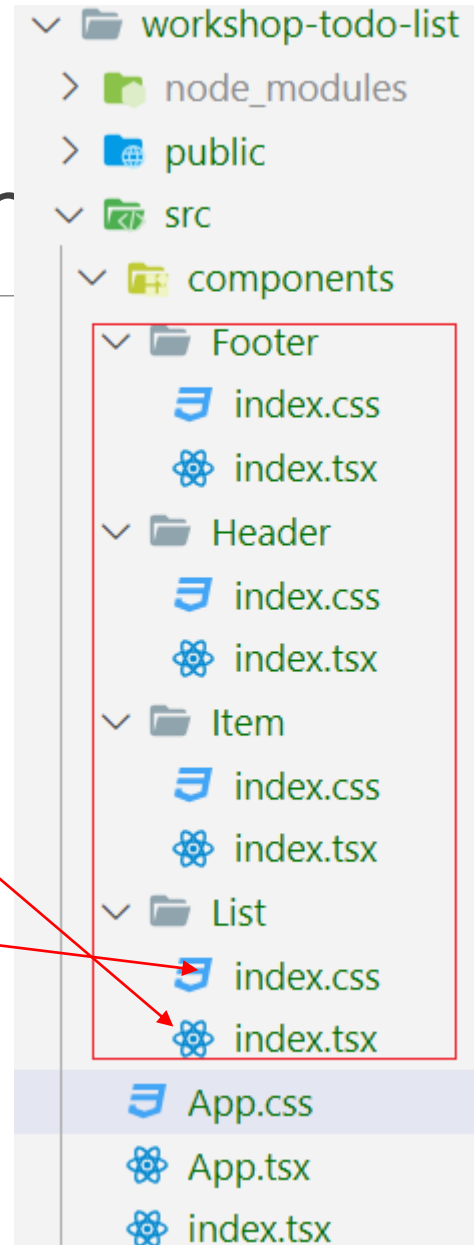 workshop-todo-list
node_modules
public
src
components
Footer
index.css
index.tsx
Header
index.css
index.tsx
Item
index.css
index.tsx
List
index.css
index.tsx
App.css
App.tsx
index.tsx